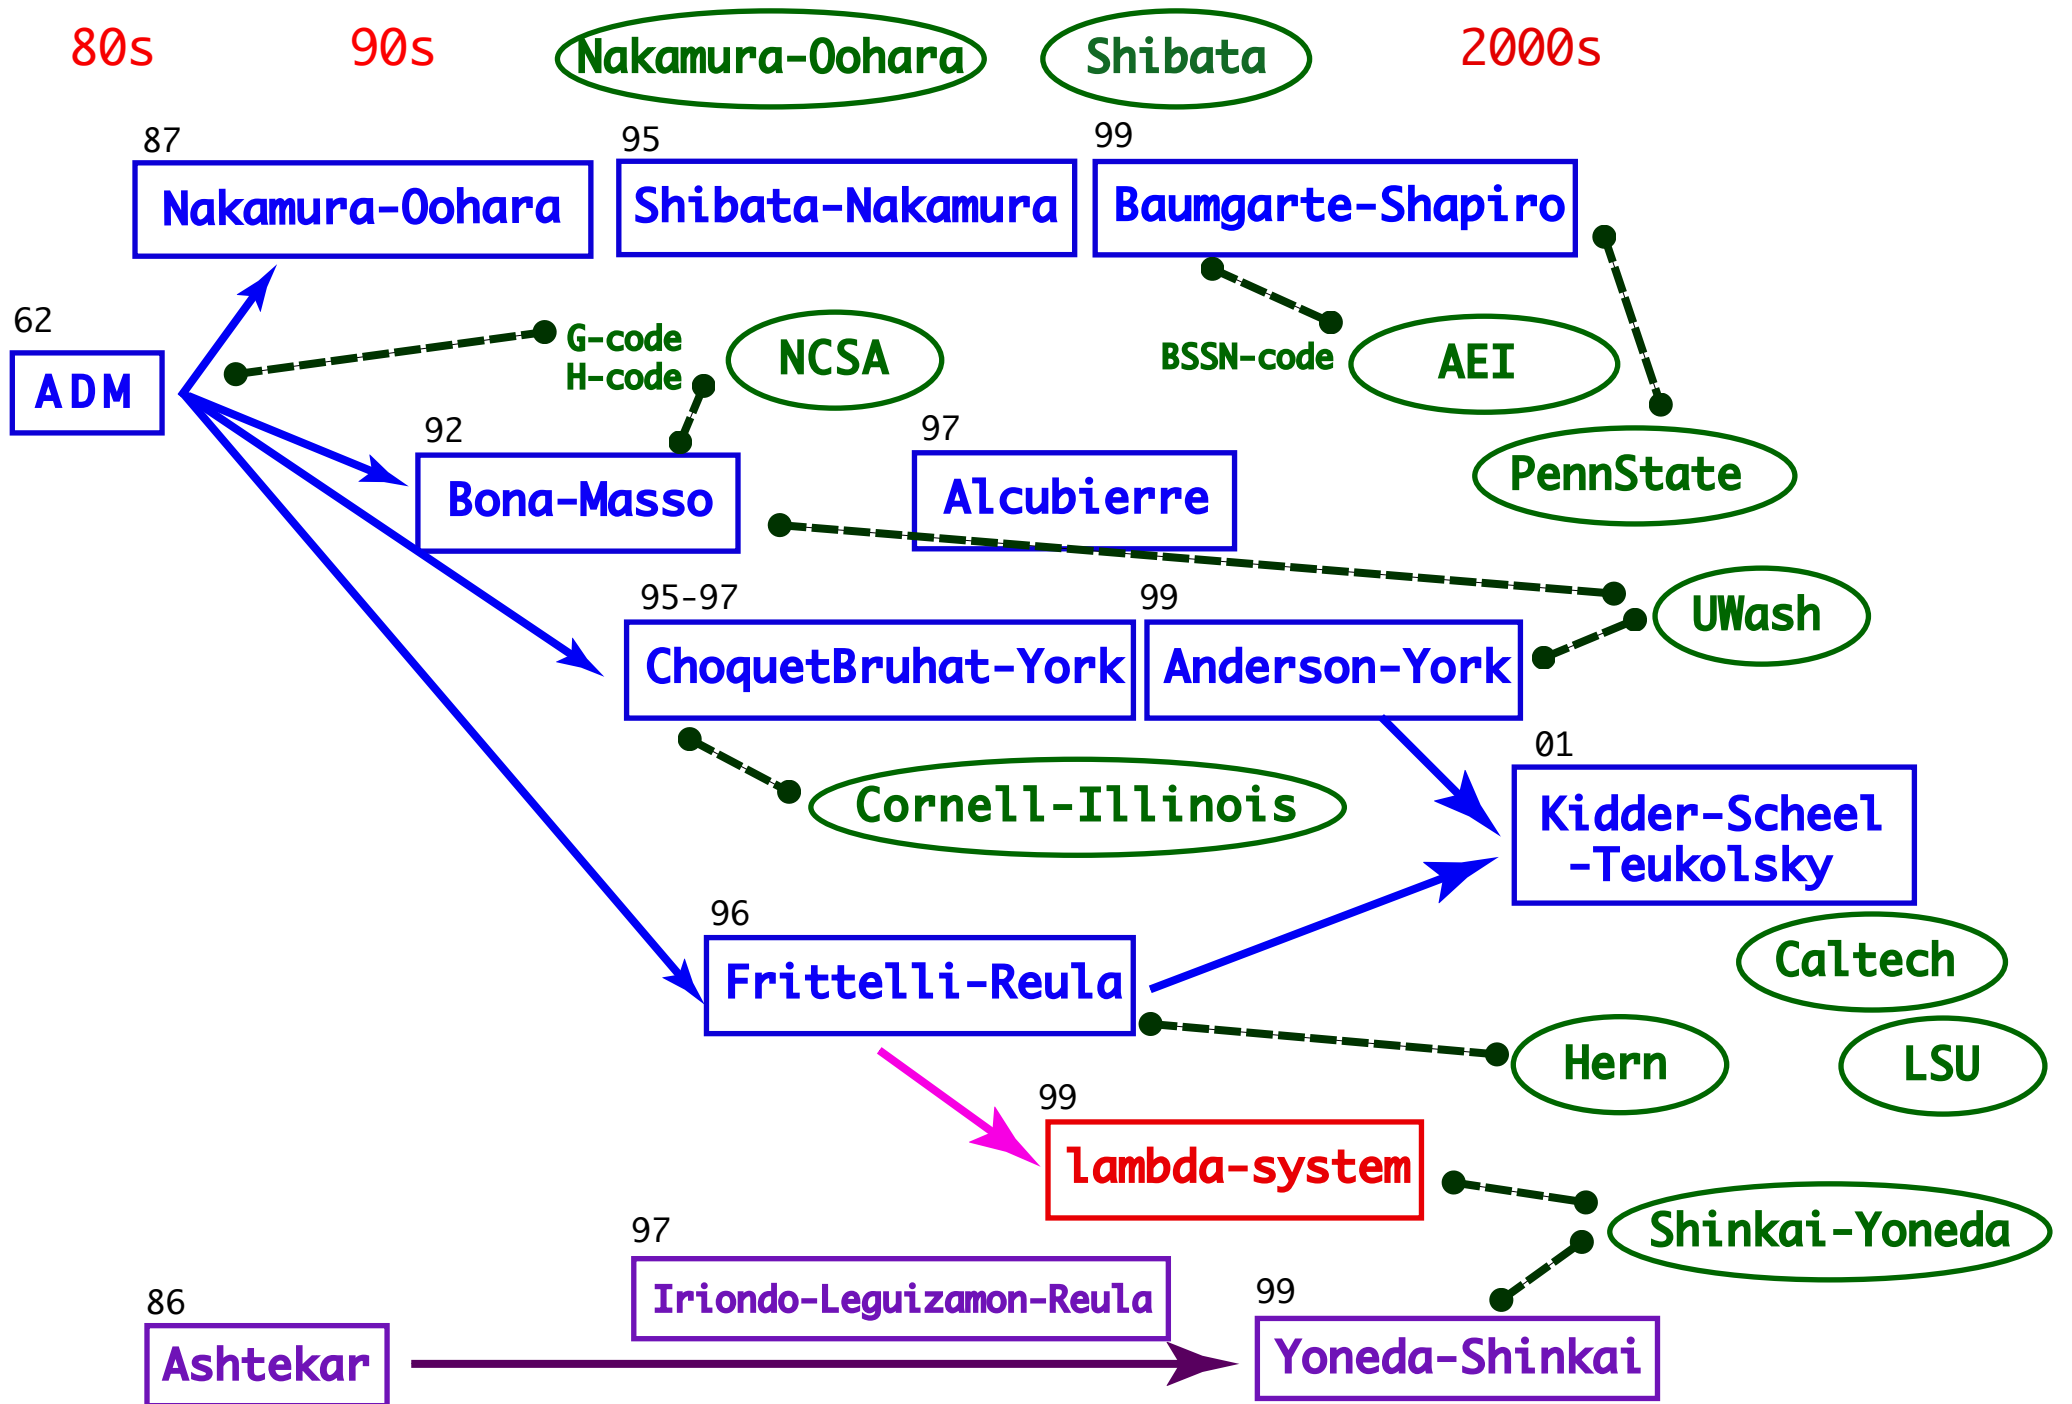 80s
90s
Nakamura-Oohara
Shibata
2000s
87
95
99
Nakamura-Oohara
Shibata-Nakamura
Baumgarte-Shapiro
62
ADM
G-code
H-code
NCSA
BSSN-code
AEI
92
97
Bona-Masso
Alcubierre
PennState
95-97
99
UWash
ChoquetBruhat-York
Anderson-York
01
Cornell-Illinois
Kidder-Scheel
-Teukolsky
96
Frittelli-Reula
Caltech
Hern
LSU
99
lambda-system
97
Shinkai-Yoneda
Iriondo-Leguizamon-Reula
86
99
Ashtekar
Yoneda-Shinkai